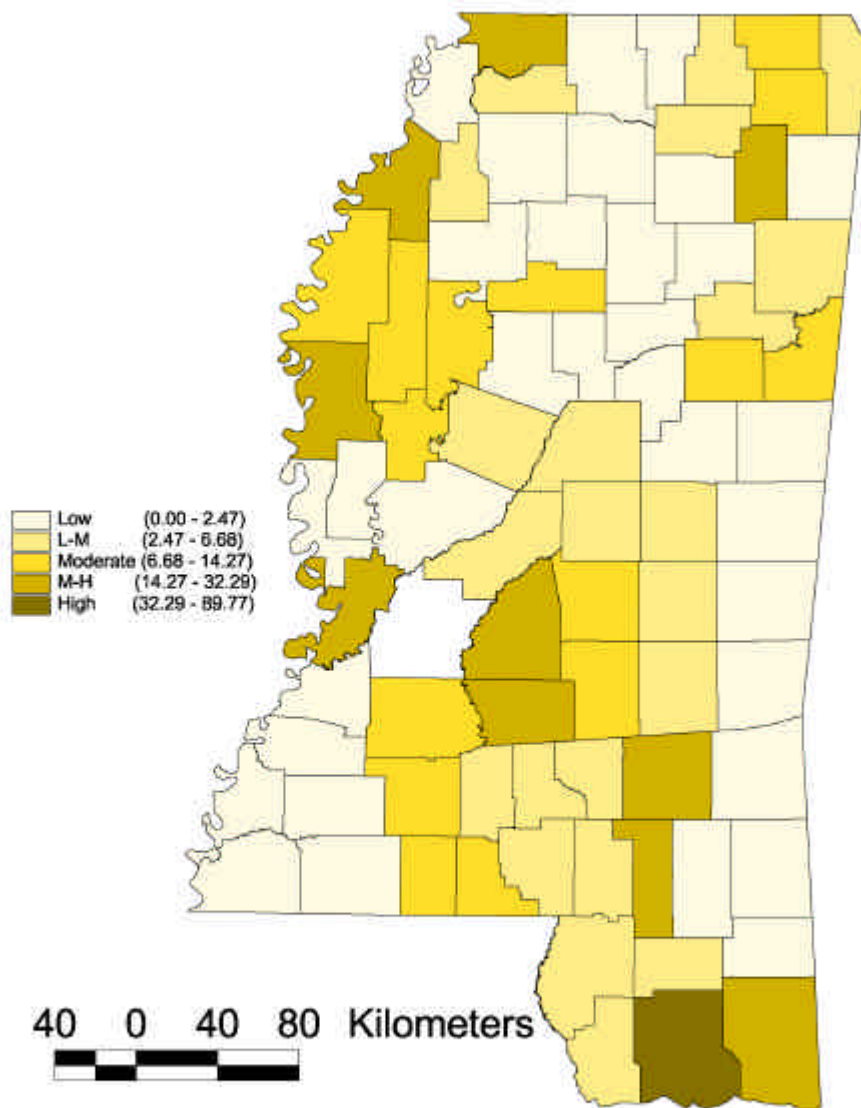 Low (0.00 - 2.47)
L-M (2.47 - 6.68)
Moderate (6.68 - 14.27)
M-H (14.27 - 32.29)
High (32.29 - 89.77)
40 0 40 80 Kilometers